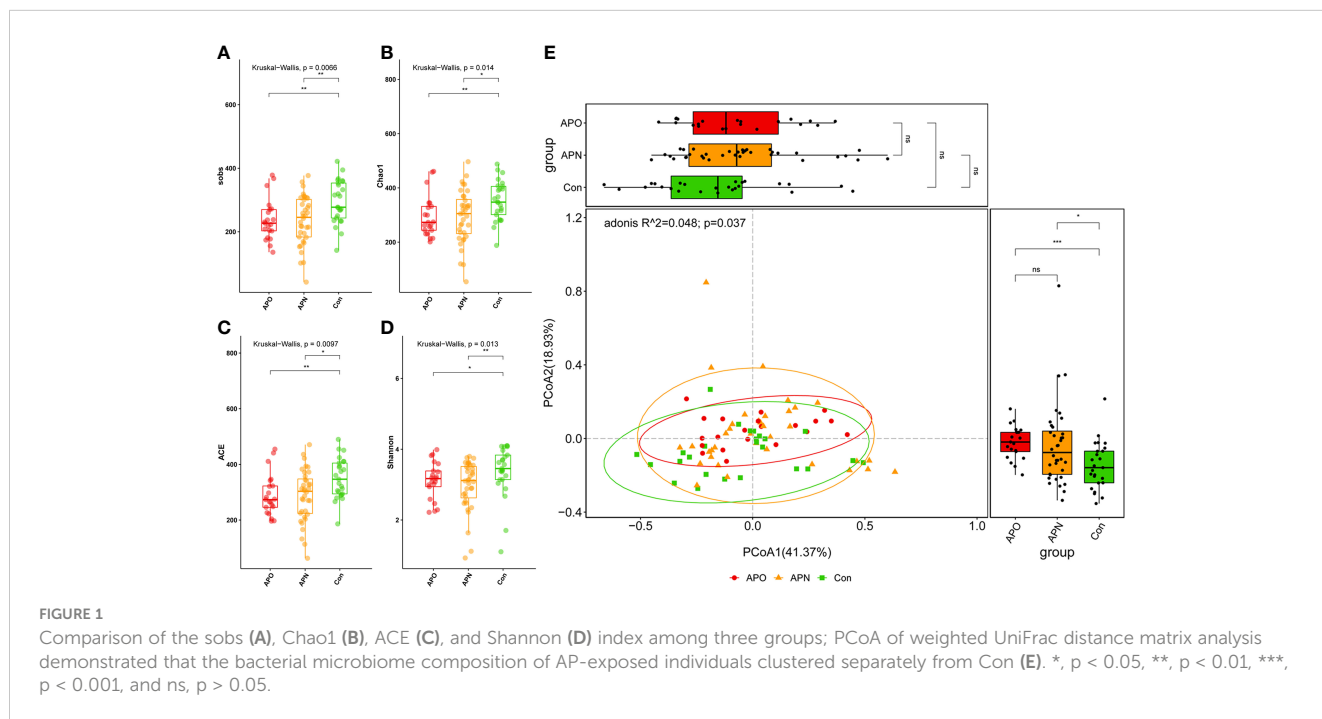 A
Kruskal−Wallis, p = 0.0066
**
**
sobs
600
400
200
APO
APN
Con
B
Kruskal−Wallis, p = 0.014
*
**
Chao1
800
600
400
200
APO
APN
Con
C
Kruskal−Wallis, p = 0.0097
*
**
ACE
800
600
400
200
APO
APN
Con
D
Kruskal−Wallis, p = 0.013
**
*
Shannon
6
4
2
APO
APN
Con
E
group
APO
APN
Con
ns
ns
ns
adonis R^2=0.048; p=0.037
PCoA2(18.93%)
1.2
0.8
0.4
0.0
−0.4
−0.5
0.0
0.5
1.0
PCoA1(41.37%)
APO APN Con
*
***
ns
APO
APN
Con
group
FIGURE 1
Comparison of the sobs (A), Chao1 (B), ACE (C), and Shannon (D) index among three groups; PCoA of weighted UniFrac distance matrix analysis
demonstrated that the bacterial microbiome composition of AP-exposed individuals clustered separately from Con (E). *, p < 0.05, **, p < 0.01, ***,
p < 0.001, and ns, p > 0.05.